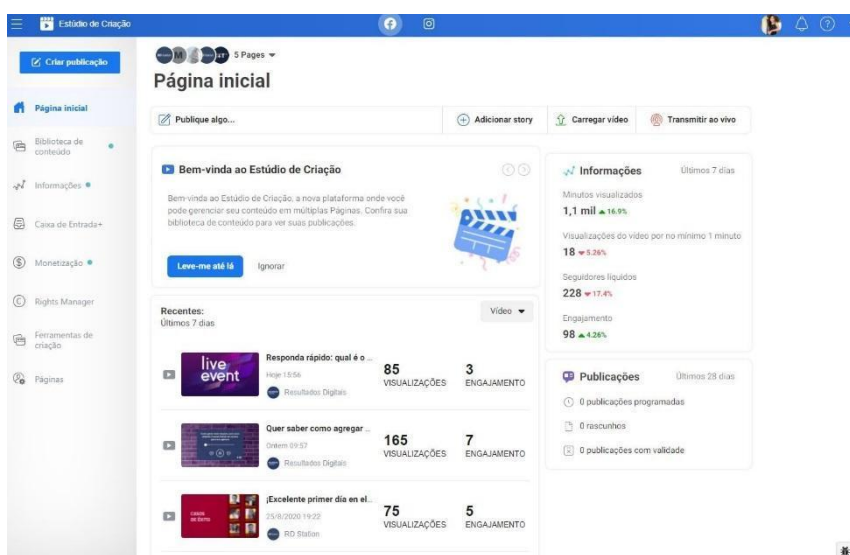 Estúdio de Criação
Criar publicação
Página inicial
Biblioteca de
conteúdo
Informações
Caixa de Entrada+
Monetização
Rights Manager
Ferramentas de
criação
Páginas
5 Pages
Página inicial
Publique algo...
Adicionar story
Carregar vídeo
Transmitir ao vivo
Bem-vinda ao Estúdio de Criação
Bem-vinda ao Estúdio de Criação, a nova plataforma onde você
pode gerenciar seu conteúdo em múltiplas Páginas. Confira sua
biblioteca de conteúdo para ver suas publicações.
Leve-me até lá
Ignorar
Recentes:
Últimos 7 dias
Vídeo
live
event
Responda rápido: qual é o ...
Hoje 15:56
Resultados Digitais
85
VISUALIZAÇÕES
3
ENGAJAMENTO
Quer saber como agregar ...
Ontem 09:57
Resultados Digitais
165
VISUALIZAÇÕES
7
ENGAJAMENTO
CASOS
DE ÉXITO
¡Excelente primer día en el...
25/8/2020 19:22
RD Station
75
VISUALIZAÇÕES
5
ENGAJAMENTO
Informações
Últimos 7 dias
Minutos visualizados
1,1 mil 16.9%
Visualizações do vídeo por no mínimo 1 minuto
18 5.26%
Seguidores líquidos
228 17.4%
Engajamento
98 4.26%
Publicações
Últimos 28 dias
0 publicações programadas
0 rascunhos
0 publicações com validade